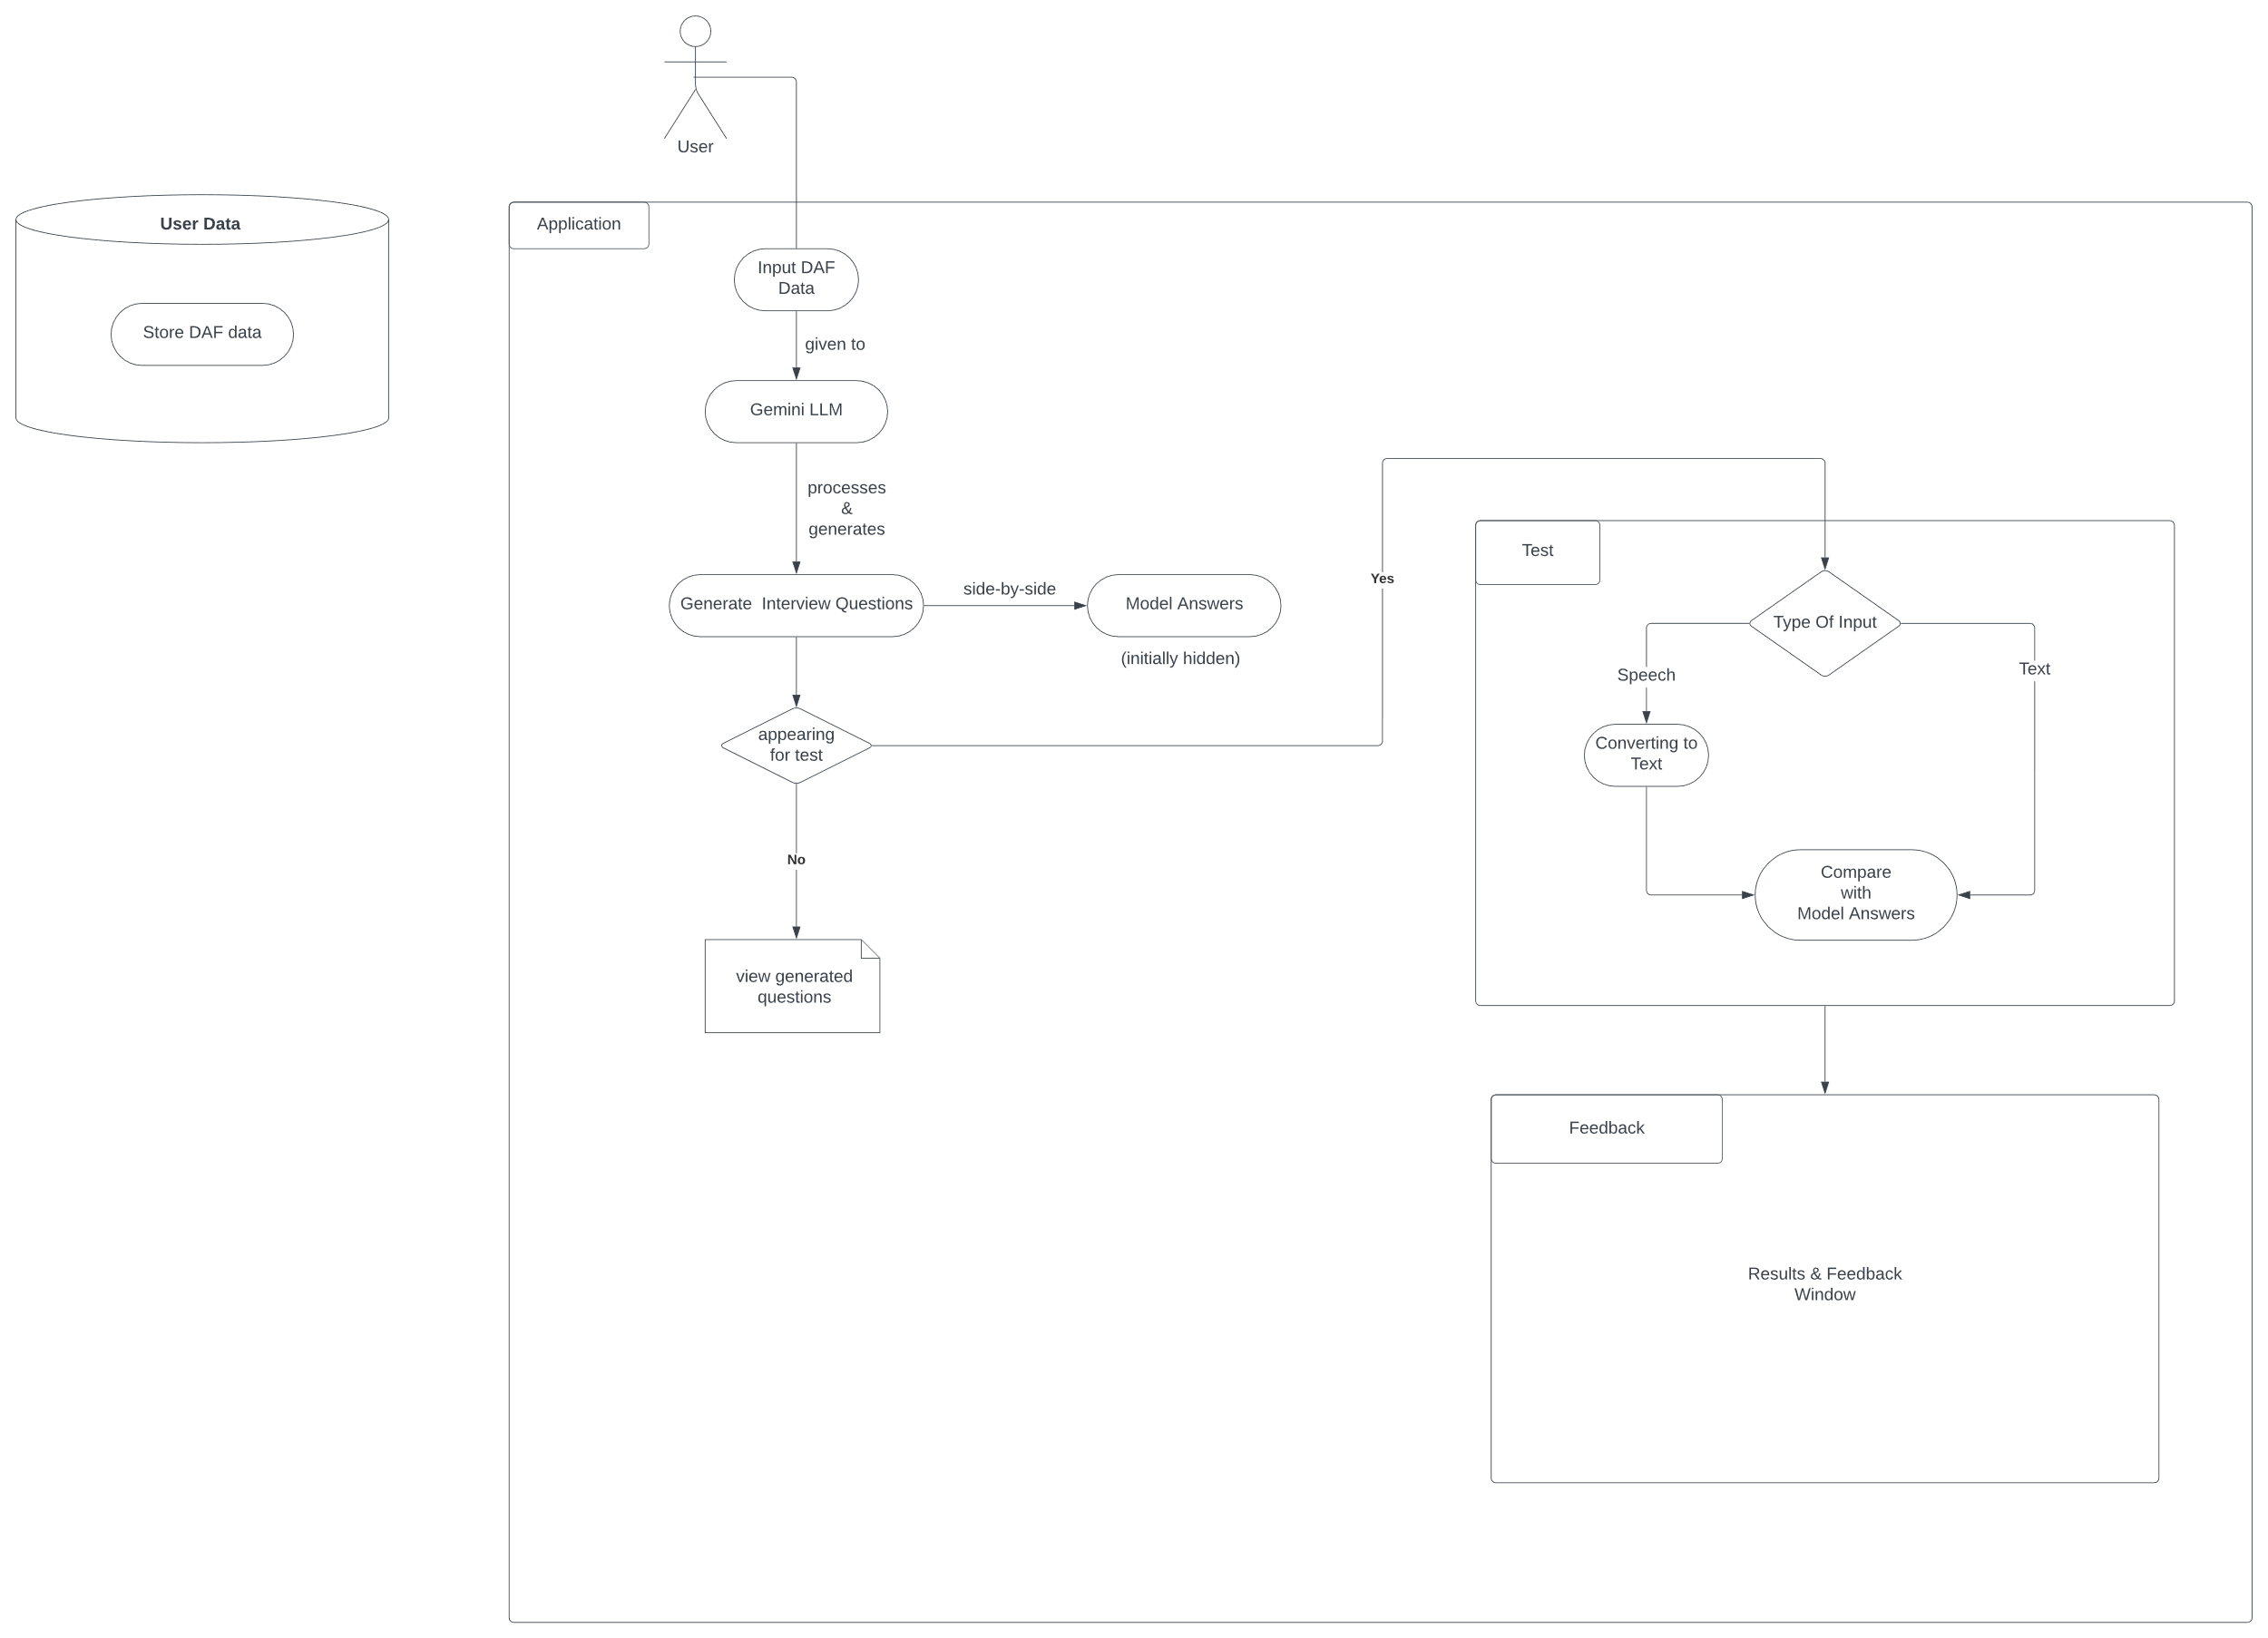 User
User Data
Store DAF data
Application
Input DAF
Data
given to
Gemini LLM
processes
&
generates
Generate  Interview Questions
side-by-side
Model Answers
(initially hidden)
appearing
for test
Yes
No
view generated
questions
Test
Type Of Input
Speech
Text
Converting to
Text
Compare
with
Model Answers
Feedback
Results & Feedback
Window